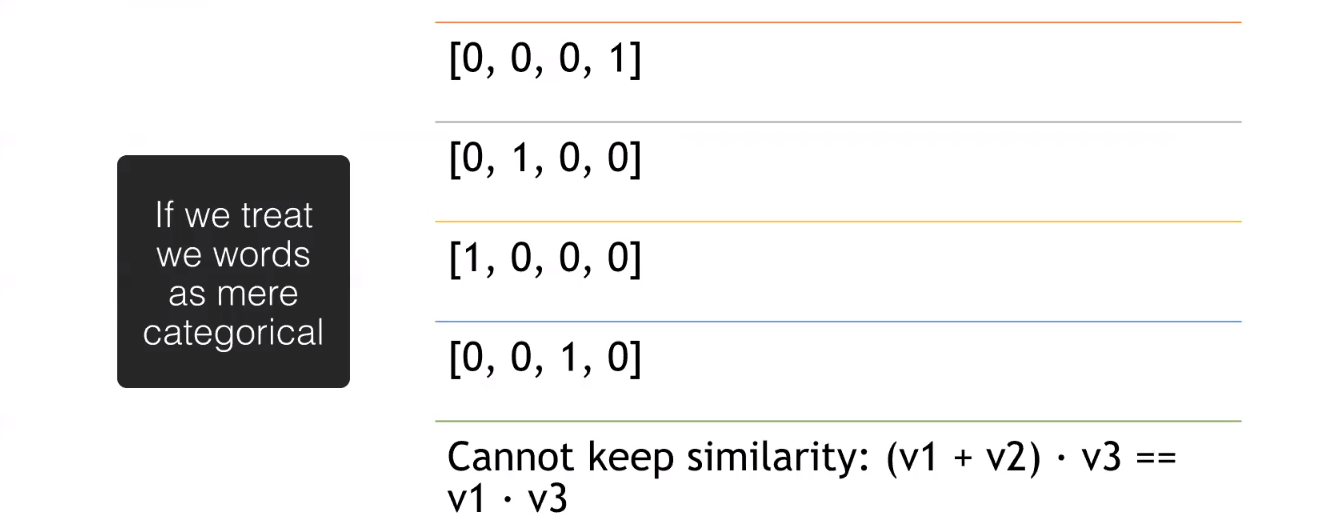 If we treat
we words
as mere
categorical
[0, 0, 0, 1]
[0, 1, 0, 0]
[1, 0, 0, 0]
[0, 0, 1, 0]
Cannot keep similarity: (v1 + v2) · v3 ==
v1 · v3